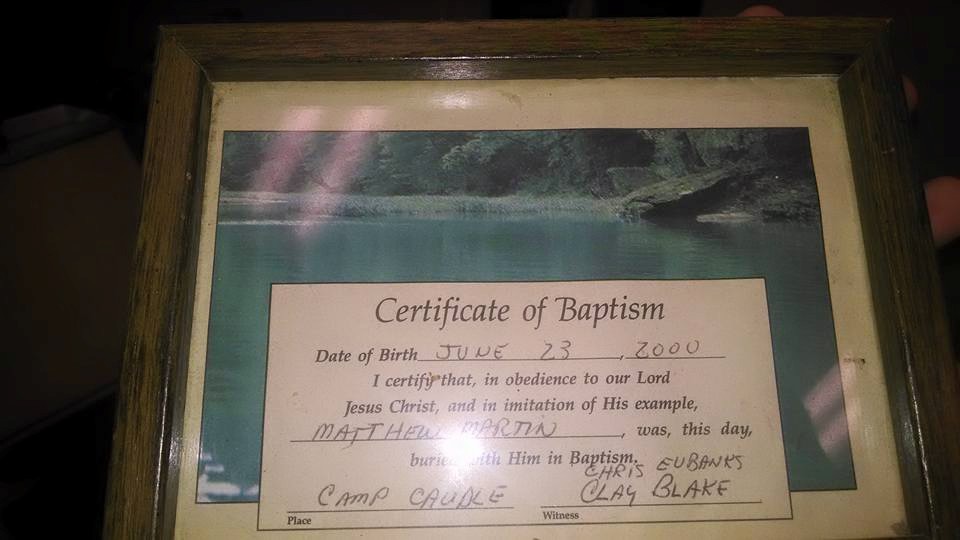 Certificate of Baptism
Date of Birth JUNE 23, 2000
I certify that, in obedience to our Lord
Jesus Christ, and in imitation of His example,
MATTHEW MARTIN, was, this day,
buried with Him in Baptism.
CHRIS EUBANKS
CAMP CAUDLE CLAY BLAKE
Place Witness